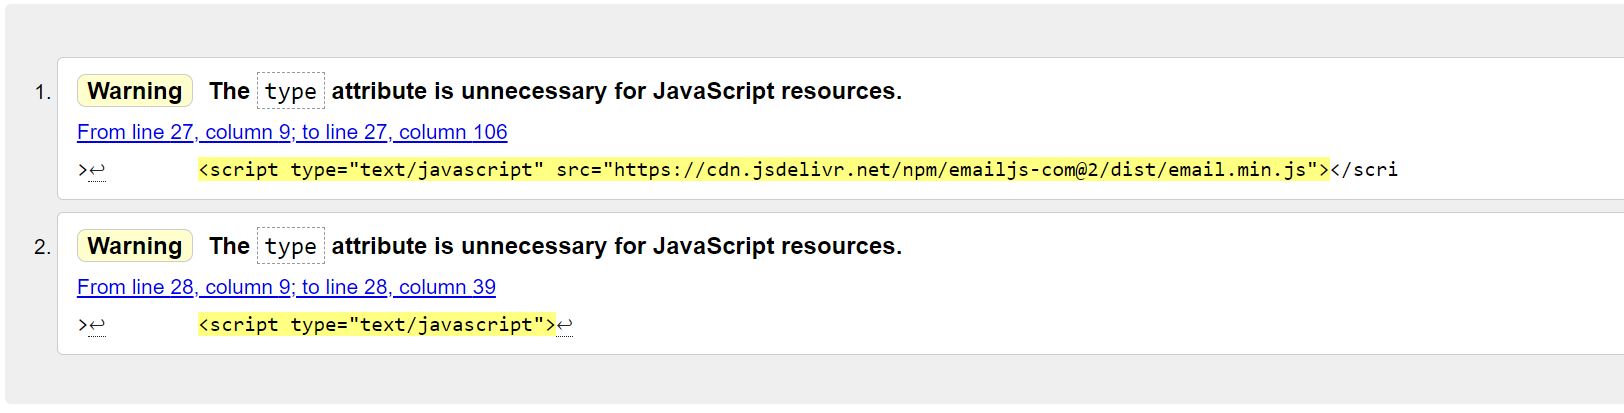 1. Warning The type attribute is unnecessary for JavaScript resources.
From line 27, column 9; to line 27, column 106
>↩ <script type="text/javascript" src="https://cdn.jsdelivr.net/npm/emailjs-com@2/dist/email.min.js"></scri
2. Warning The type attribute is unnecessary for JavaScript resources.
From line 28, column 9; to line 28, column 39
>↩ <script type="text/javascript">↩